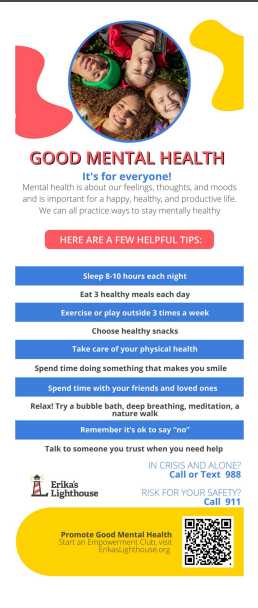 GOOD MENTAL HEALTH
It's for everyone!
Mental health is about our feelings, thoughts, and moods
and is important for a happy, healthy, and productive life.
We can all practice ways to stay mentally healthy
HERE ARE A FEW HELPFUL TIPS:
Sleep 8-10 hours each night
Eat 3 healthy meals each day
Exercise or play outside 3 times a week
Choose healthy snacks
Take care of your physical health
Spend time doing something that makes you smile
Spend time with your friends and loved ones
Relax! Try a bubble bath, deep breathing, meditation, a
nature walk
Remember it's ok to say "no"
Talk to someone you trust when you need help
IN CRISIS AND ALONE?
Call or Text 988
Erika's
Lighthouse
RISK FOR YOUR SAFETY?
Call 911
Promote Good Mental Health
Start an Empowerment Club, visit
ErikasLighthouse.org